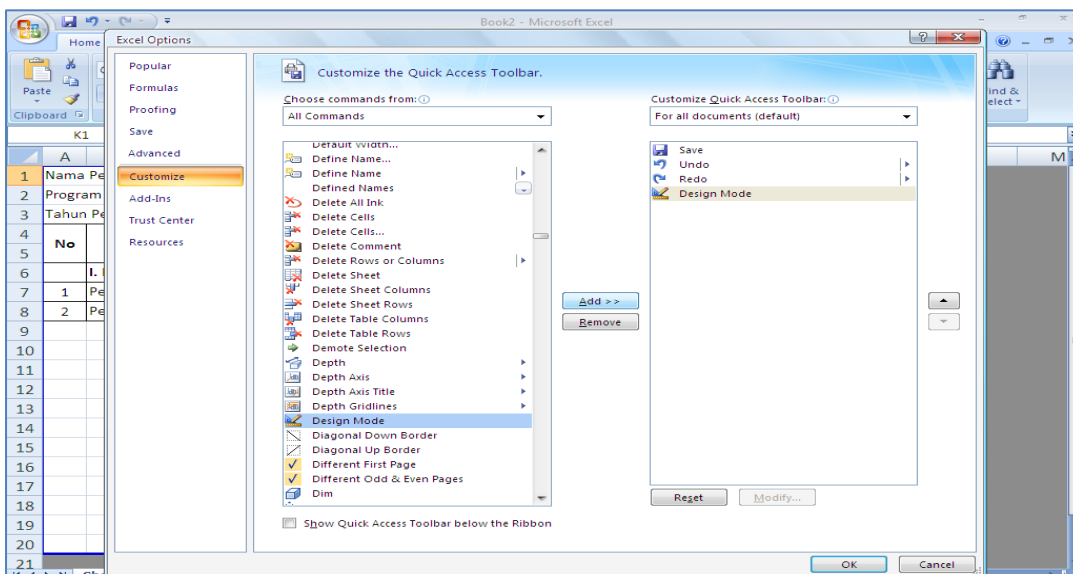 Book2 - Microsoft Excel
Home
Excel Options
Paste
Clipboard
ind &
elect
K1
A
M
1 Nama Pe
2 Program
3 Tahun Pe
4
No
5
6 I.
7 1 Pe
8 2 Pe
9
10
11
12
13
14
15
16
17
18
19
20
21
Popular
Formulas
Proofing
Save
Advanced
Customize
Add-Ins
Trust Center
Resources
Customize the Quick Access Toolbar.
Choose commands from:
All Commands
Default Width...
Define Name...
Define Name
Defined Names
Delete All Ink
Delete Cells
Delete Cells...
Delete Comment
Delete Rows or Columns
Delete Sheet
Delete Sheet Columns
Delete Sheet Rows
Delete Table Columns
Delete Table Rows
Demote Selection
Depth
Depth Axis
Depth Axis Title
Depth Gridlines
Design Mode
Diagonal Down Border
Diagonal Up Border
Different First Page
Different Odd & Even Pages
Dim
Show Quick Access Toolbar below the Ribbon
Add >>
Remove
Customize Quick Access Toolbar:
For all documents (default)
Save
Undo
Redo
Design Mode
Reset
Modify...
OK
Cancel